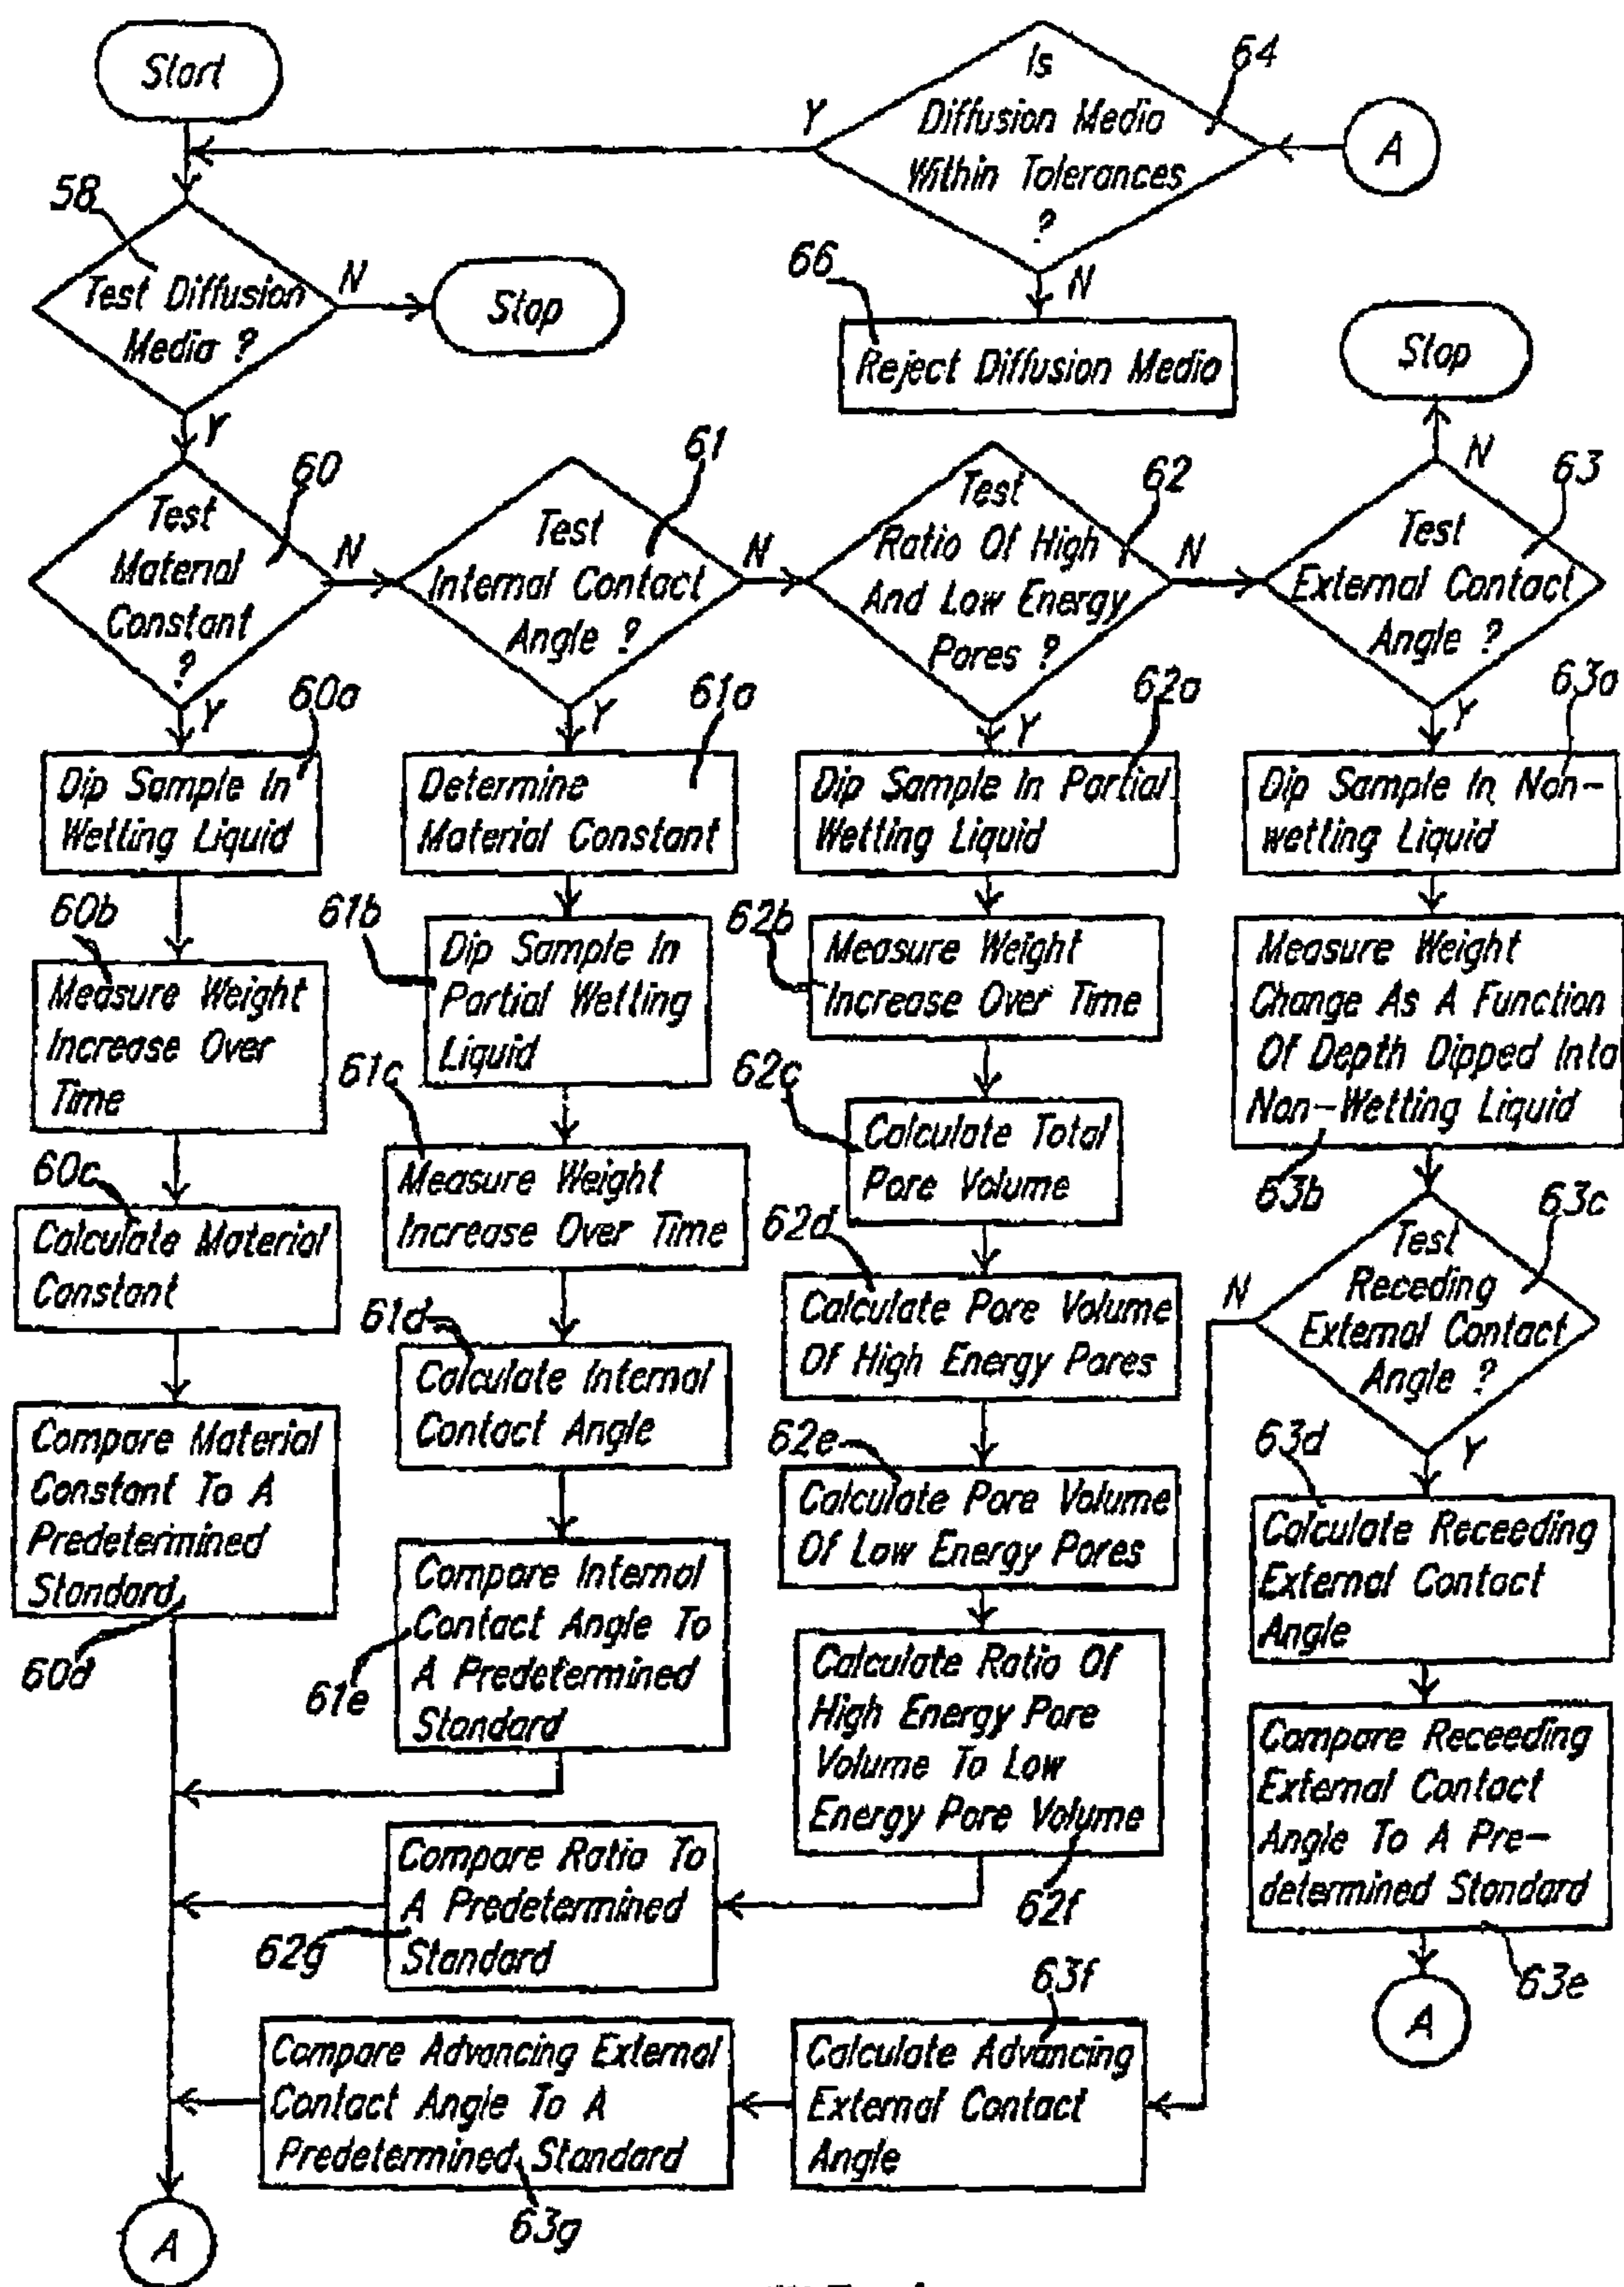 Start
Is
Diffusion Media
Within Tolerances
?
64
A
Y
N
58
Test Diffusion
Media ?
N
Stop
Y
66
Reject Diffusion Media
Stop
N
60
Test
Material
Constant
?
N
Y
61
Test
Internal Contact
Angle ?
N
Y
62
Test
Ratio Of High
And Low Energy
Pores ?
N
Y
63
Test
External Contact
Angle ?
Y
60a
Dip Sample In
Wetting Liquid
60b
Measure Weight
Increase Over
Time
60c
Calculate Material
Constant
Compare Material
Constant To A
Predetermined
Standard
60d
61a
Determine
Material Constant
61b
Dip Sample In
Partial Wetting
Liquid
61c
Measure Weight
Increase Over Time
61d
Calculate Internal
Contact Angle
Compare Internal
Contact Angle To
A Predetermined
Standard
61e
62a
Dip Sample In Partial
Wetting Liquid
62b
Measure Weight
Increase Over Time
62c
Calculate Total
Pore Volume
62d
Calculate Pore Volume
Of High Energy Pores
62e
Calculate Pore Volume
Of Low Energy Pores
Calculate Ratio Of
High Energy Pore
Volume To Low
Energy Pore Volume
62f
Compare Ratio To
A Predetermined
Standard
62g
63a
Dip Sample In Non-
wetting Liquid
Measure Weight
Change As A Function
Of Depth Dipped Into
Non-Wetting Liquid
63b
63c
Test
Receding
External Contact
Angle ?
N
Y
63d
Calculate Receeding
External Contact
Angle
Compare Receeding
External Contact
Angle To A Pre-
determined Standard
63e
A
63f
Calculate Advancing
External Contact
Angle
Compare Advancing External
Contact Angle To A
Predetermined Standard
63g
A